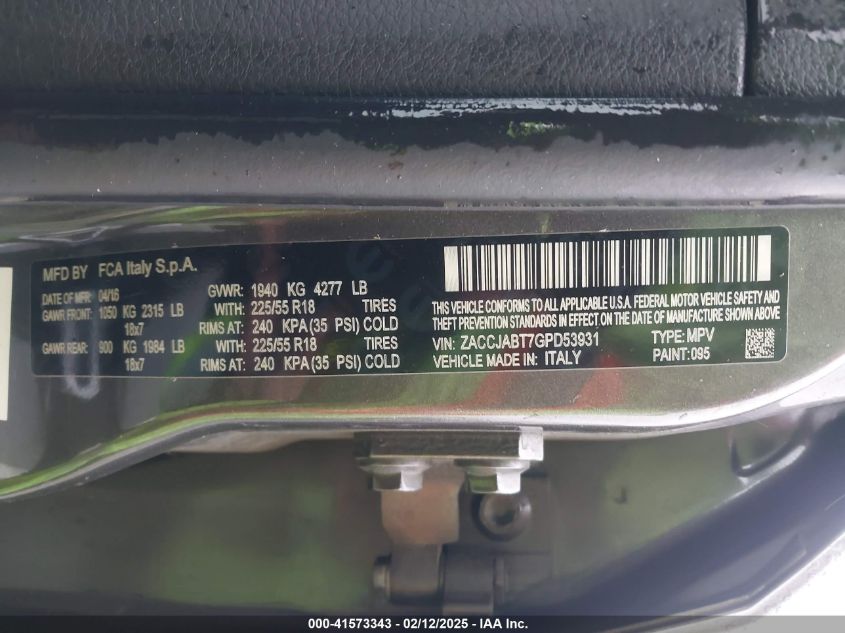 MFD BY FCA Italy S.p.A.
DATE OF MFR: 04/16 GVWR: 1940 KG 4277 LB
GAWR FRONT: 1050 KG 2315 LB WITH: 225/55 R18 TIRES
18x7 RIMS AT: 240 KPA(35 PSI) COLD
GAWR REAR: 900 KG 1984 LB WITH: 225/55 R18 TIRES
18x7 RIMS AT: 240 KPA(35 PSI) COLD
THIS VEHICLE CONFORMS TO ALL APPLICABLE U.S.A. FEDERAL MOTOR VEHICLE SAFETY AND
THEFT PREVENTION STANDARDS IN EFFECT ON THE DATE OF MANUFACTURE SHOWN ABOVE
VIN: ZACCJABT7GPD53931 TYPE: MPV
VEHICLE MADE IN: ITALY PAINT: 095
000-41573343 - 02/12/2025 - IAA Inc.